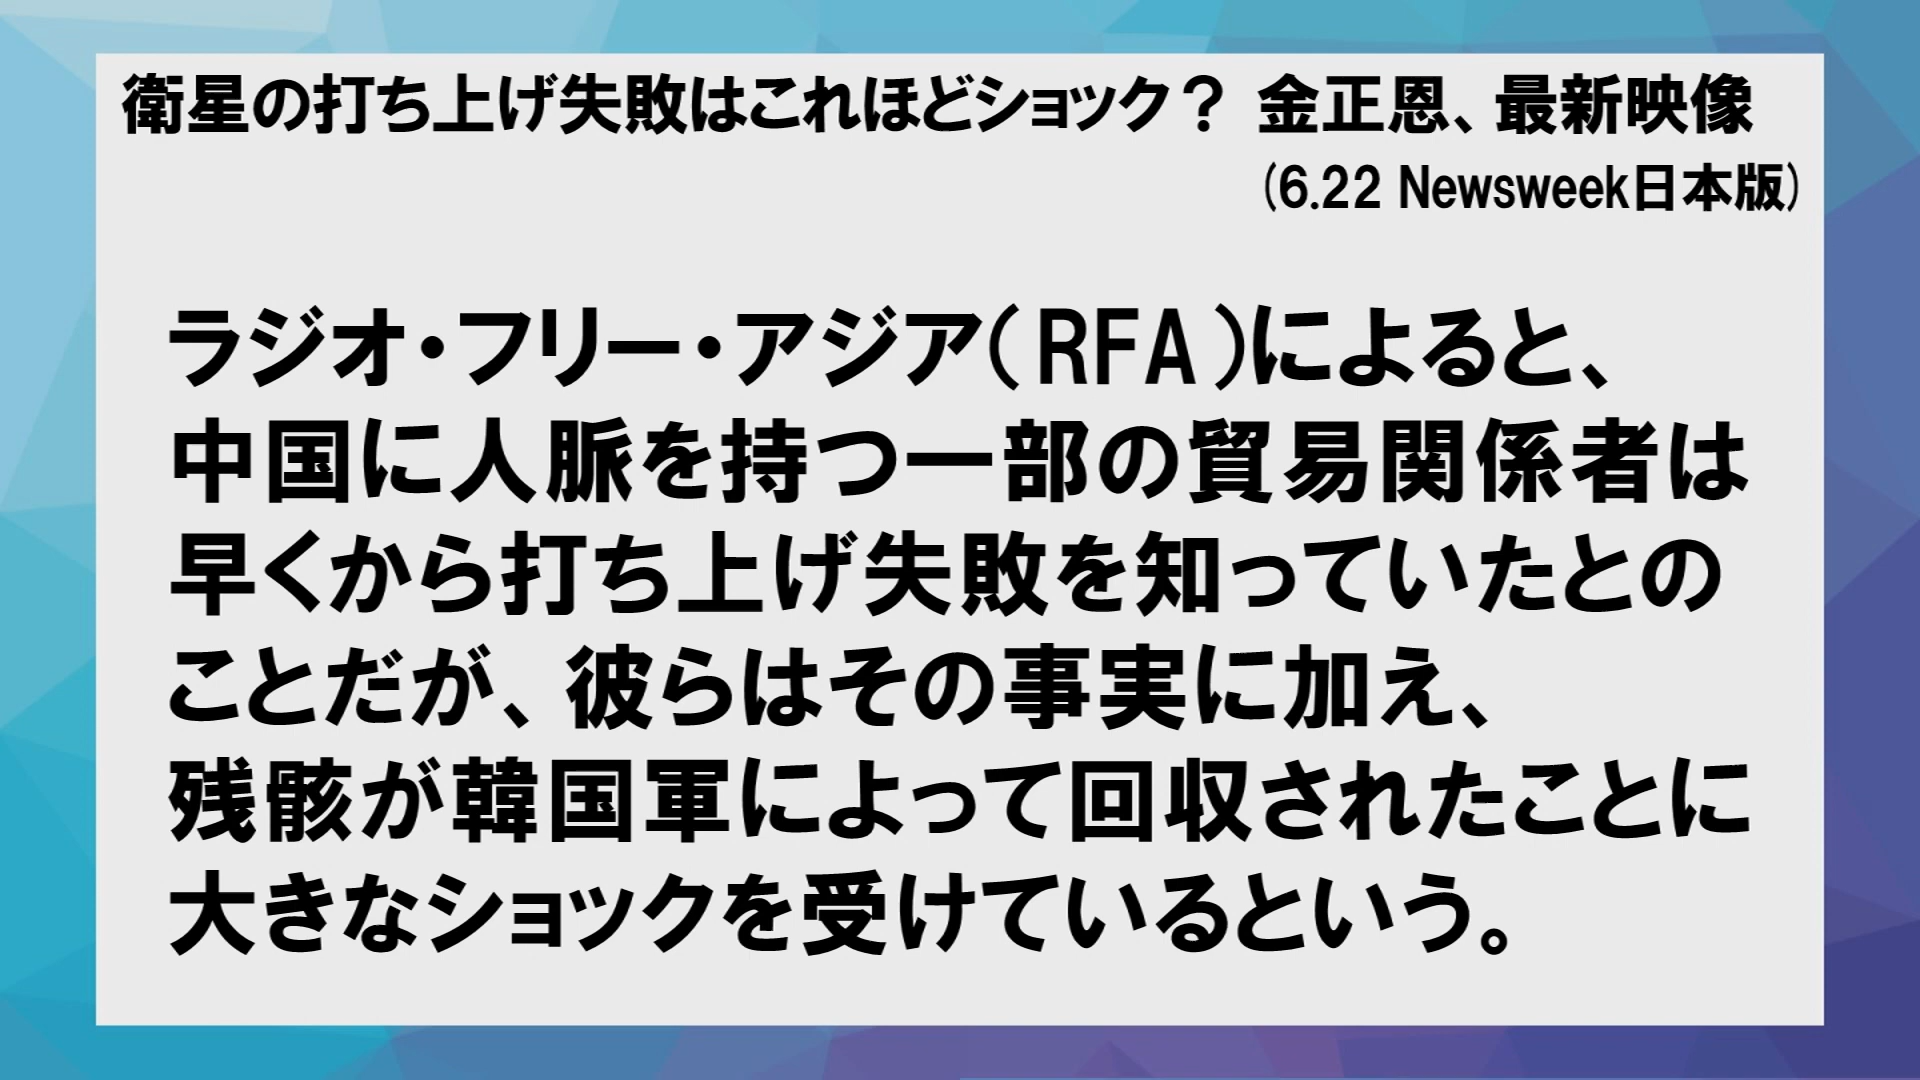 衛星の打ち上げ失敗はこれほどショック？ 金正恩、最新映像
(6.22 Newsweek日本版)
ラジオ・フリー・アジア(RFA)によると、
中国に人脈を持つ一部の貿易関係者は
早くから打ち上げ失敗を知っていたとの
ことだが、彼らはその事実に加え、
残骸が韓国軍によって回収されたことに
大きなショックを受けているという。